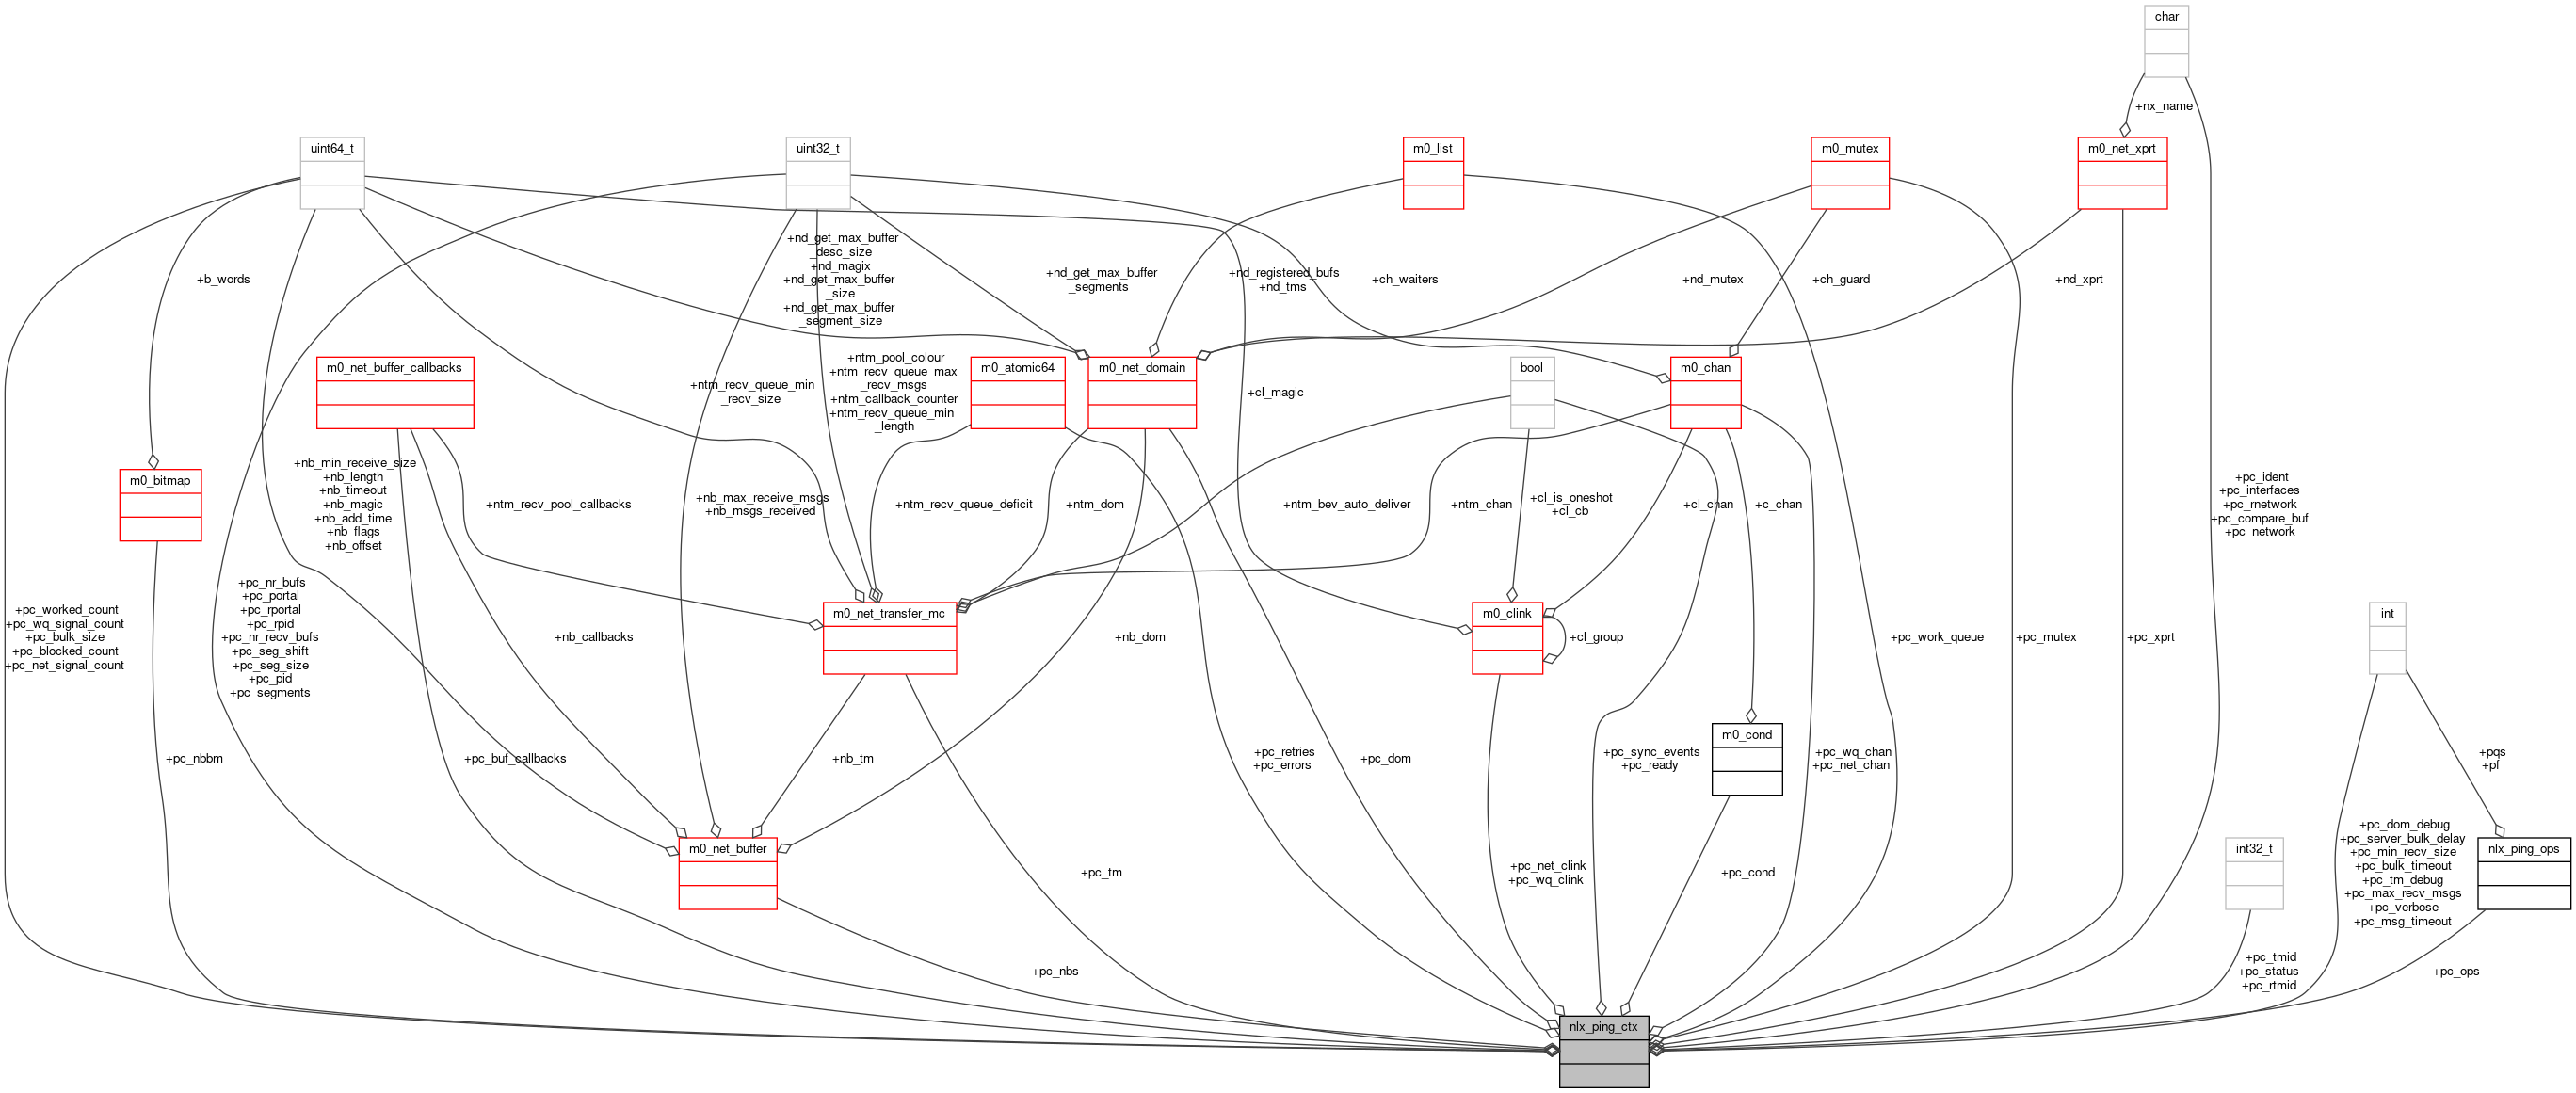 char
+nx_name
uint64_t
uint32_t
m0_list
m0_mutex
m0_net_xprt
+b_words
+nd_get_max_buffer
_desc_size
+nd_magix
+nd_get_max_buffer
_size
+nd_get_max_buffer
_segment_size
+nd_get_max_buffer
_segments
+nd_registered_bufs
+nd_tms
+ch_waiters
+nd_mutex
+ch_guard
+nd_xprt
m0_net_buffer_callbacks
+ntm_recv_queue_min
_recv_size
+ntm_pool_colour
+ntm_recv_queue_max
_recv_msgs
+ntm_callback_counter
+ntm_recv_queue_min
_length
m0_atomic64
m0_net_domain
+cl_magic
bool
m0_chan
m0_bitmap
+nb_min_receive_size
+nb_length
+nb_timeout
+nb_magic
+nb_add_time
+nb_flags
+nb_offset
+ntm_recv_pool_callbacks
+nb_max_receive_msgs
+nb_msgs_received
+ntm_recv_queue_deficit
+ntm_dom
+ntm_bev_auto_deliver
+ntm_chan
+cl_is_oneshot
+cl_cb
+cl_chan
+c_chan
+pc_ident
+pc_interfaces
+pc_rnetwork
+pc_compare_buf
+pc_network
+pc_worked_count
+pc_wq_signal_count
+pc_bulk_size
+pc_blocked_count
+pc_net_signal_count
+pc_nr_bufs
+pc_portal
+pc_rportal
+pc_rpid
+pc_nr_recv_bufs
+pc_seg_shift
+pc_seg_size
+pc_pid
+pc_segments
+nb_callbacks
m0_net_transfer_mc
+nb_dom
m0_clink
+cl_group
+pc_work_queue
+pc_mutex
+pc_xprt
int
+pc_nbbm
+pc_buf_callbacks
+nb_tm
+pc_retries
+pc_errors
+pc_dom
+pc_sync_events
+pc_ready
m0_cond
+pc_wq_chan
+pc_net_chan
+pqs
+pf
m0_net_buffer
+pc_tm
+pc_net_clink
+pc_wq_clink
+pc_cond
int32_t
+pc_dom_debug
+pc_server_bulk_delay
+pc_min_recv_size
+pc_bulk_timeout
+pc_tm_debug
+pc_max_recv_msgs
+pc_verbose
+pc_msg_timeout
nlx_ping_ops
+pc_nbs
+pc_tmid
+pc_status
+pc_rtmid
+pc_ops
nlx_ping_ctx